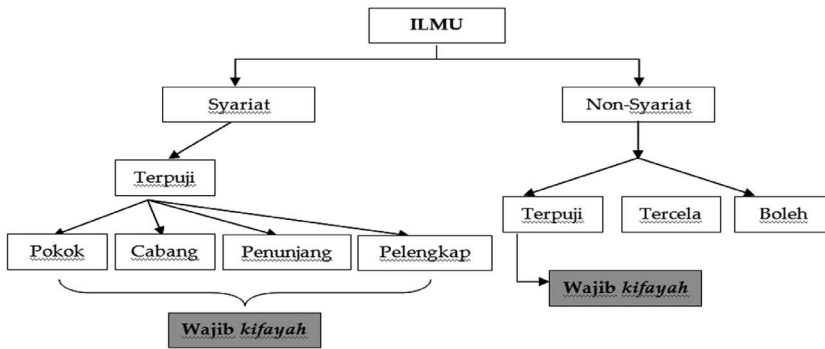 ILMU
Syariat
Non-Syariat
Terpuji
Terpuji
Tercela
Boleh
Pokok
Cabang
Penunjang
Pelengkap
Wajib kifayah
Wajib kifayah